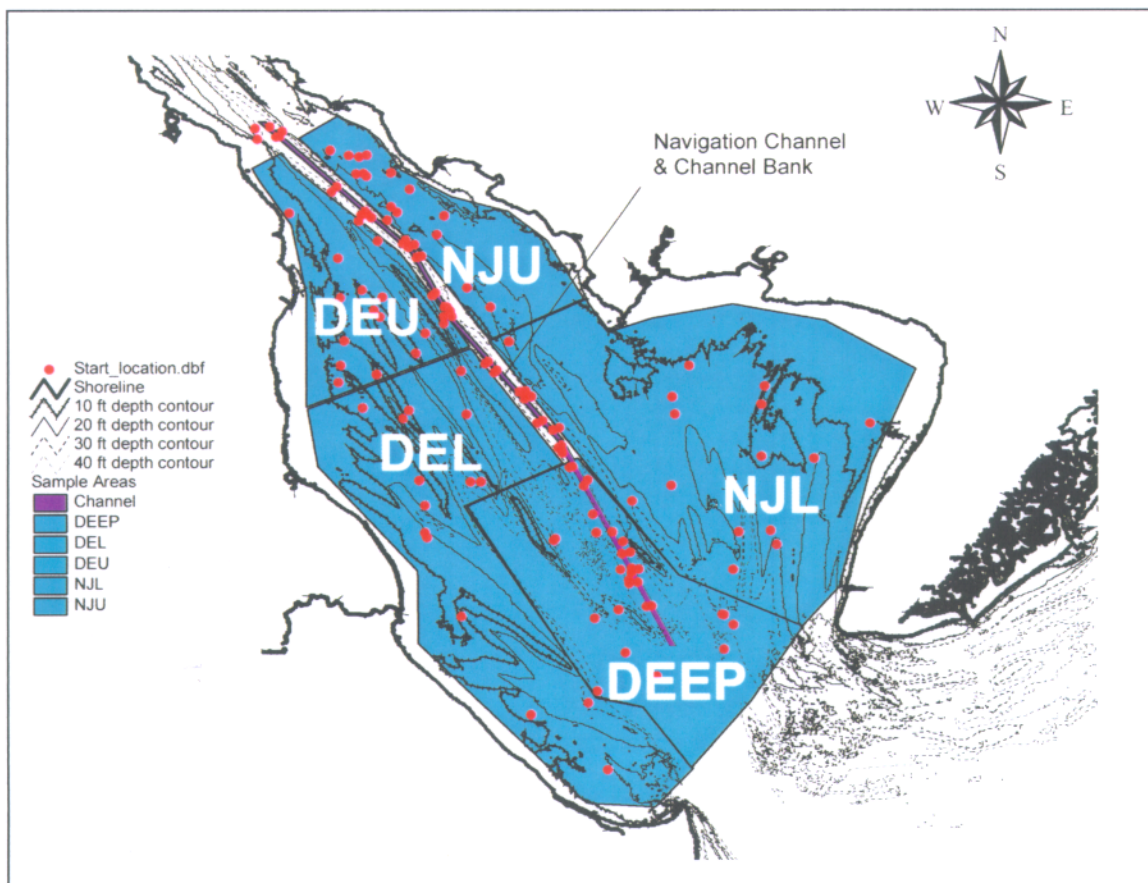 N
W E
S
Navigation Channel
& Channel Bank
NJU
DEU
DEL
NJL
DEEP
Start_location.dbf
Shoreline
10 ft depth contour
20 ft depth contour
30 ft depth contour
40 ft depth contour
Sample Areas
Channel
DEEP
DEL
DEU
NJL
NJU